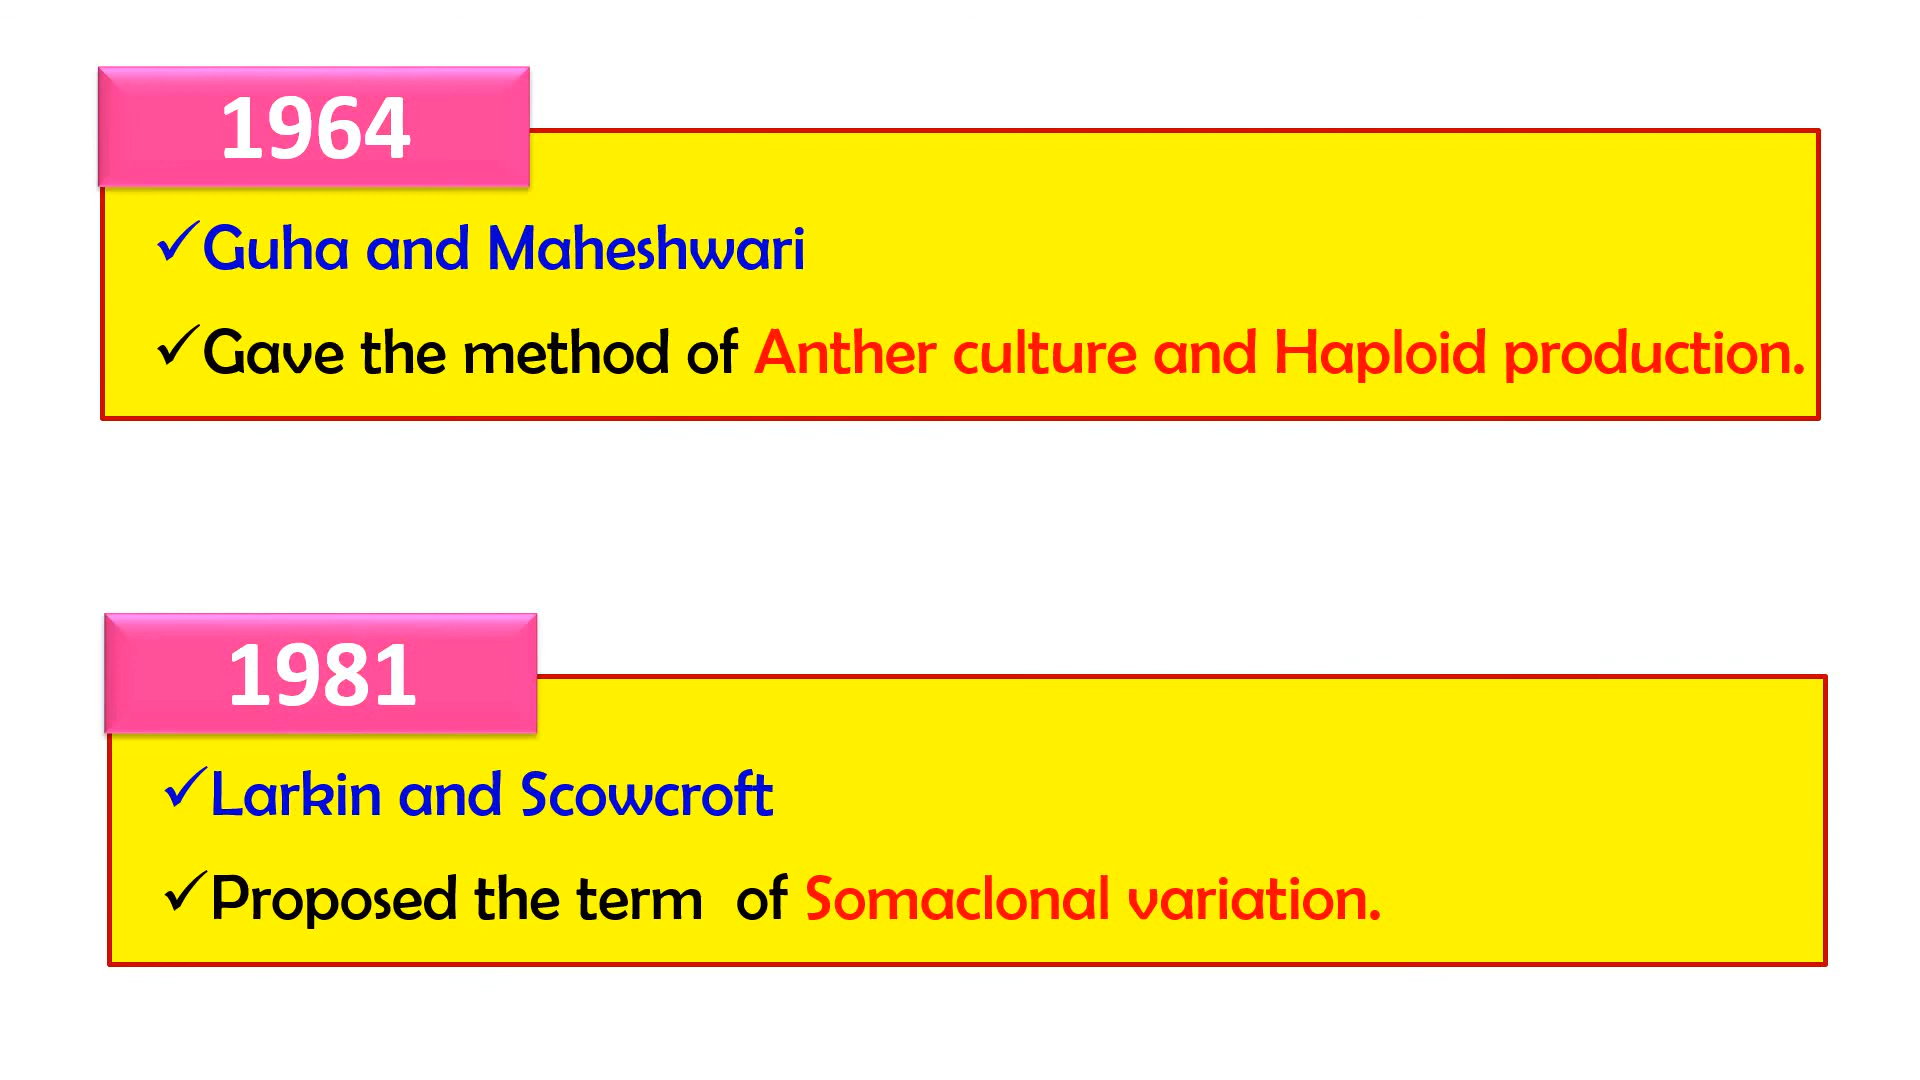 1964
✓Guha and Maheshwari
✓Gave the method of Anther culture and Haploid production.
1981
✓Larkin and Scowcroft
✓Proposed the term  of Somaclonal variation.